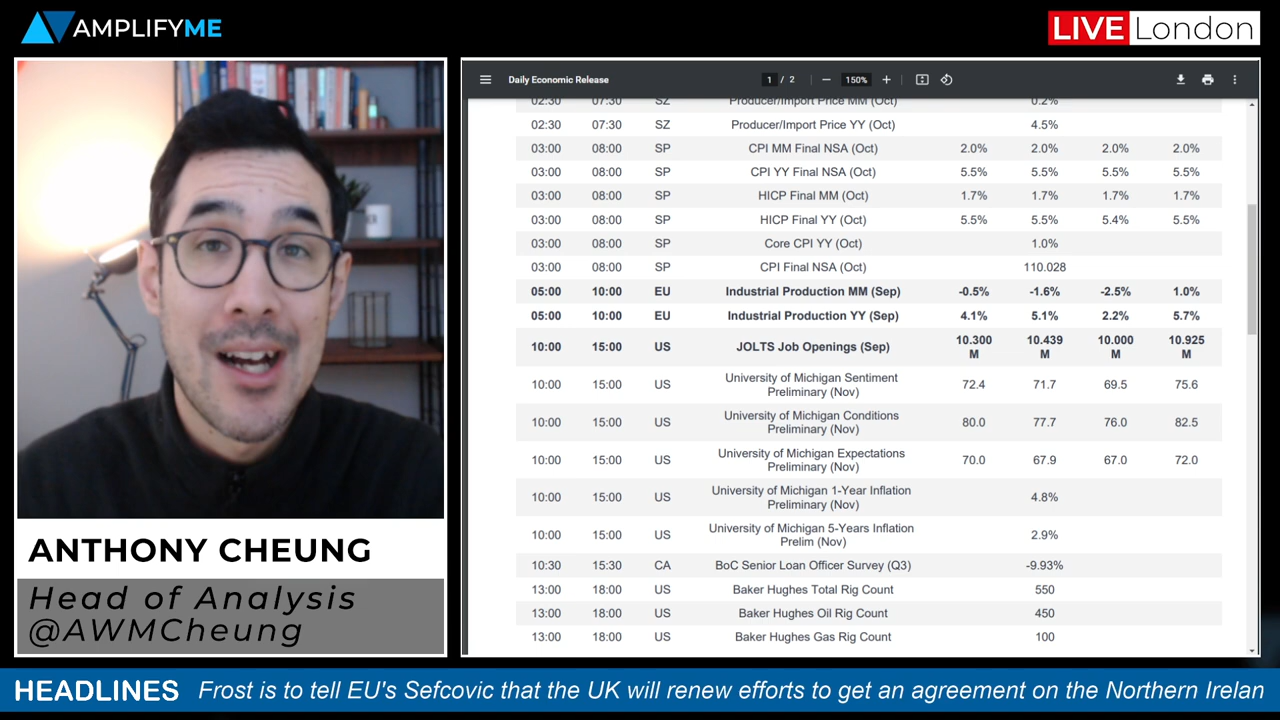 AMPLIFYME
LIVE London
Daily Economic Release
1 / 2
150%
02:30 07:30 SZ Producer/Import Price MM (Oct) 0.2%
02:30 07:30 SZ Producer/Import Price YY (Oct) 4.5%
03:00 08:00 SP CPI MM Final NSA (Oct) 2.0% 2.0% 2.0% 2.0%
03:00 08:00 SP CPI YY Final NSA (Oct) 5.5% 5.5% 5.5% 5.5%
03:00 08:00 SP HICP Final MM (Oct) 1.7% 1.7% 1.7% 1.7%
03:00 08:00 SP HICP Final YY (Oct) 5.5% 5.5% 5.4% 5.5%
03:00 08:00 SP Core CPI YY (Oct) 1.0%
03:00 08:00 SP CPI Final NSA (Oct) 110.028
05:00 10:00 EU Industrial Production MM (Sep) -0.5% -1.6% -2.5% 1.0%
05:00 10:00 EU Industrial Production YY (Sep) 4.1% 5.1% 2.2% 5.7%
10:00 15:00 US JOLTS Job Openings (Sep) 10.300 10.439 10.000 10.925
M M M M
10:00 15:00 US University of Michigan Sentiment 72.4 71.7 69.5 75.6
Preliminary (Nov)
10:00 15:00 US University of Michigan Conditions 80.0 77.7 76.0 82.5
Preliminary (Nov)
10:00 15:00 US University of Michigan Expectations 70.0 67.9 67.0 72.0
Preliminary (Nov)
10:00 15:00 US University of Michigan 1-Year Inflation 4.8%
Preliminary (Nov)
10:00 15:00 US University of Michigan 5-Years Inflation 2.9%
Prelim (Nov)
10:30 15:30 CA BoC Senior Loan Officer Survey (Q3) -9.93%
13:00 18:00 US Baker Hughes Total Rig Count 550
13:00 18:00 US Baker Hughes Oil Rig Count 450
13:00 18:00 US Baker Hughes Gas Rig Count 100
ANTHONY CHEUNG
Head of Analysis
@AWMCheung
HEADLINES Frost is to tell EU's Sefcovic that the UK will renew efforts to get an agreement on the Northern Irelan